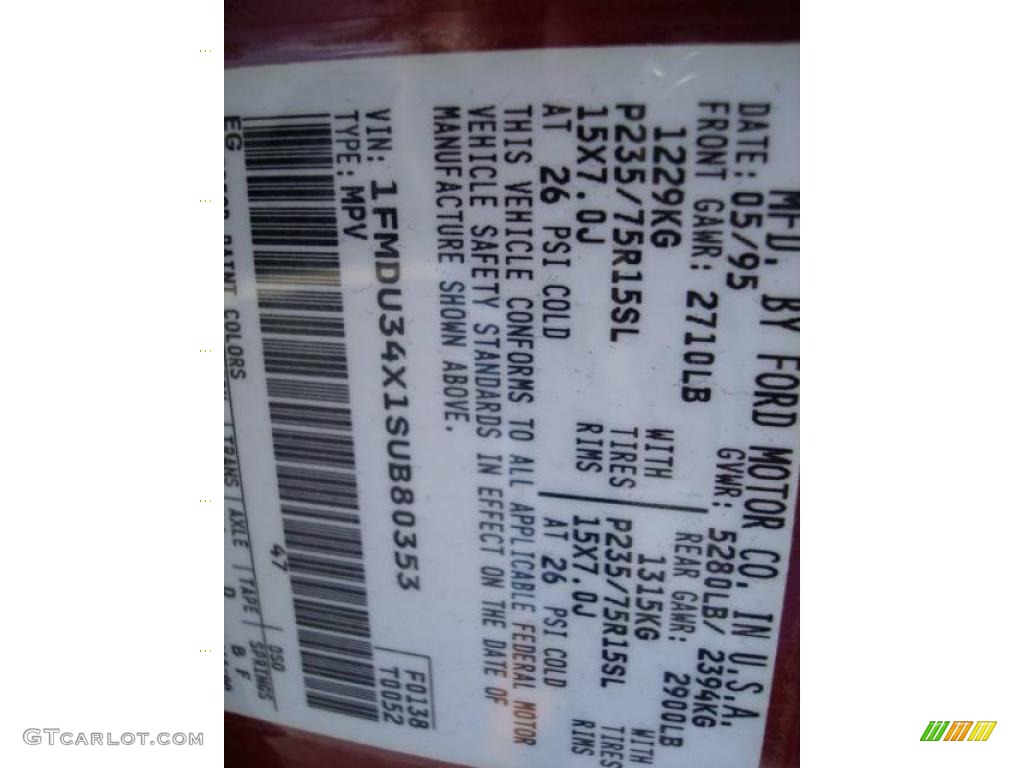 MFD. BY FORD MOTOR CO. IN U.S.A.
DATE: 05/95 GVWR: 5280LB/ 2394KG
FRONT GAWR: 2710LB REAR GAWR: 2900LB
1229KG WITH 1315KG WITH
P235/75R15SL TIRES P235/75R15SL TIRES
15X7.0J RIMS 15X7.0J RIMS
AT 26 PSI COLD AT 26 PSI COLD
THIS VEHICLE CONFORMS TO ALL APPLICABLE FEDERAL MOTOR
VEHICLE SAFETY STANDARDS IN EFFECT ON THE DATE OF
MANUFACTURE SHOWN ABOVE.
VIN: 1FMDU34X1SUB80353 F0138
TYPE: MPV T0052
47 DSO
EG PAINT COLORS TRANS AXLE TAPE SPRINGS
B F
GTCarLot.com